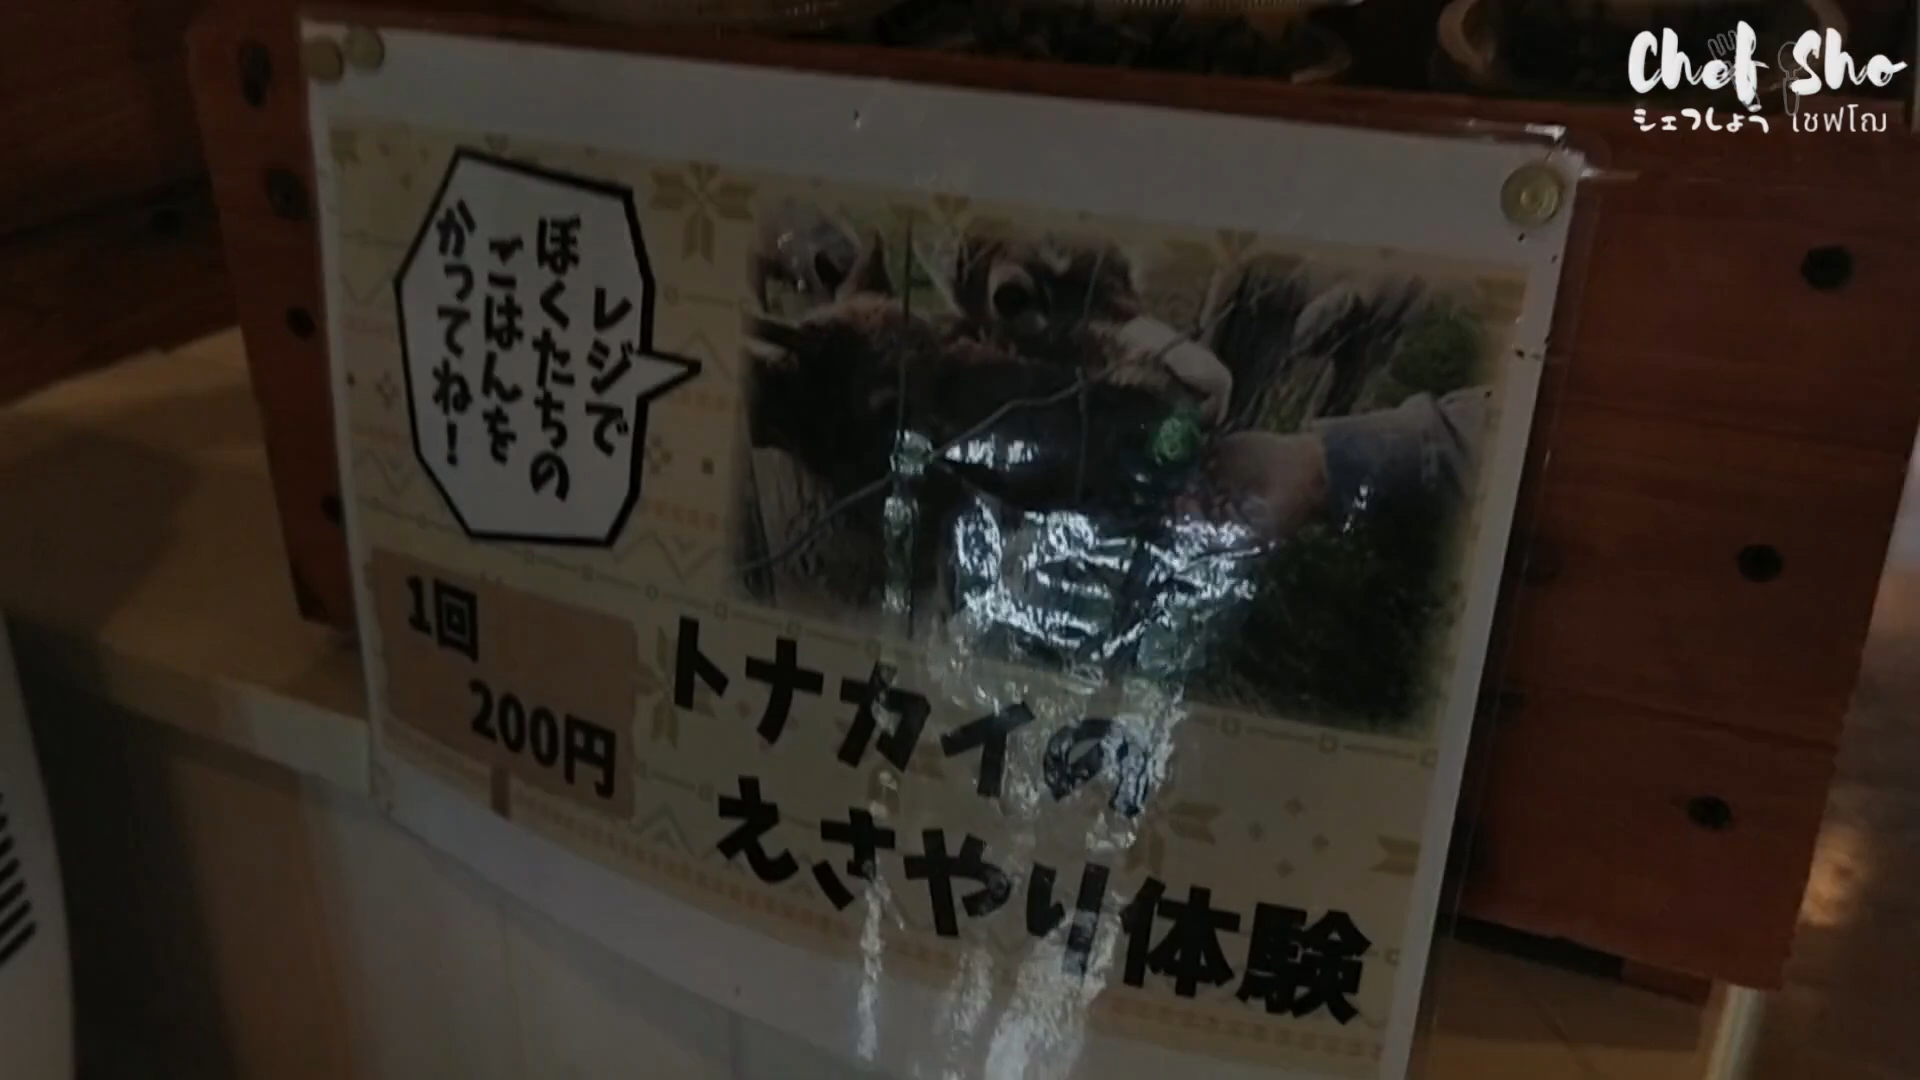 Chef Sho
シェフしょう เชฟโฌ
レジで
ぼくたちの
ごはんを
かってね!
1回
200円
トナカイの
えさやり体験